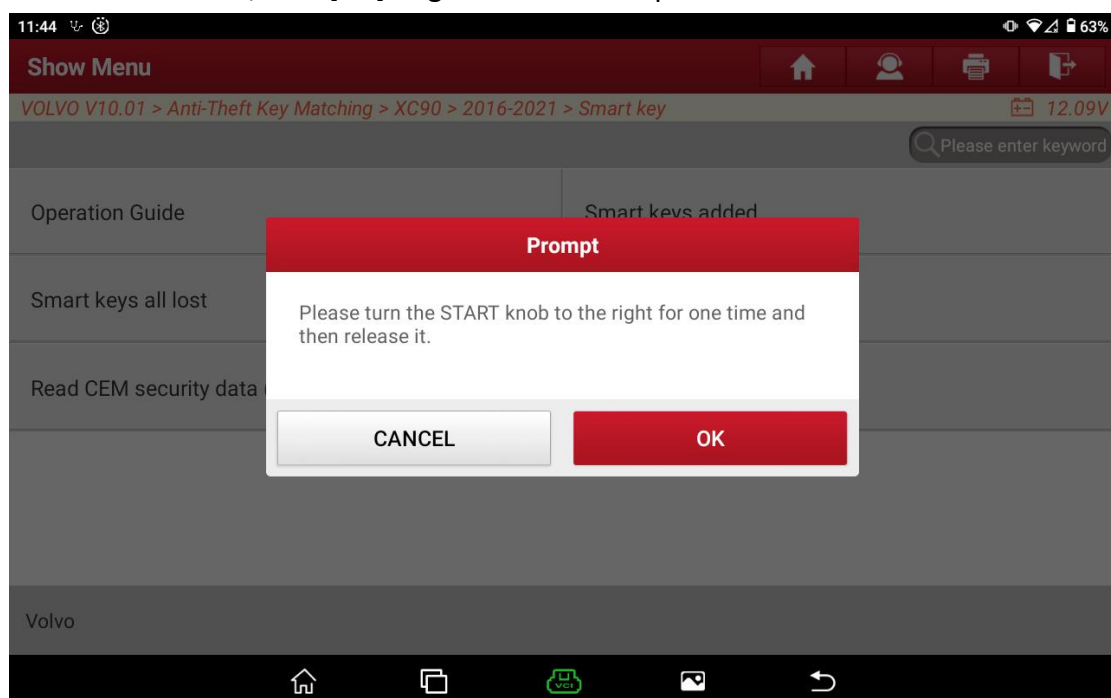 11:44
63%
Show Menu
VOLVO V10.01 > Anti-Theft Key Matching > XC90 > 2016-2021 > Smart key
12.09V
Please enter keyword
Operation Guide
Smart keys added
Prompt
Smart keys all lost
Please turn the START knob to the right for one time and
then release it.
Read CEM security data
CANCEL
OK
Volvo
VCI